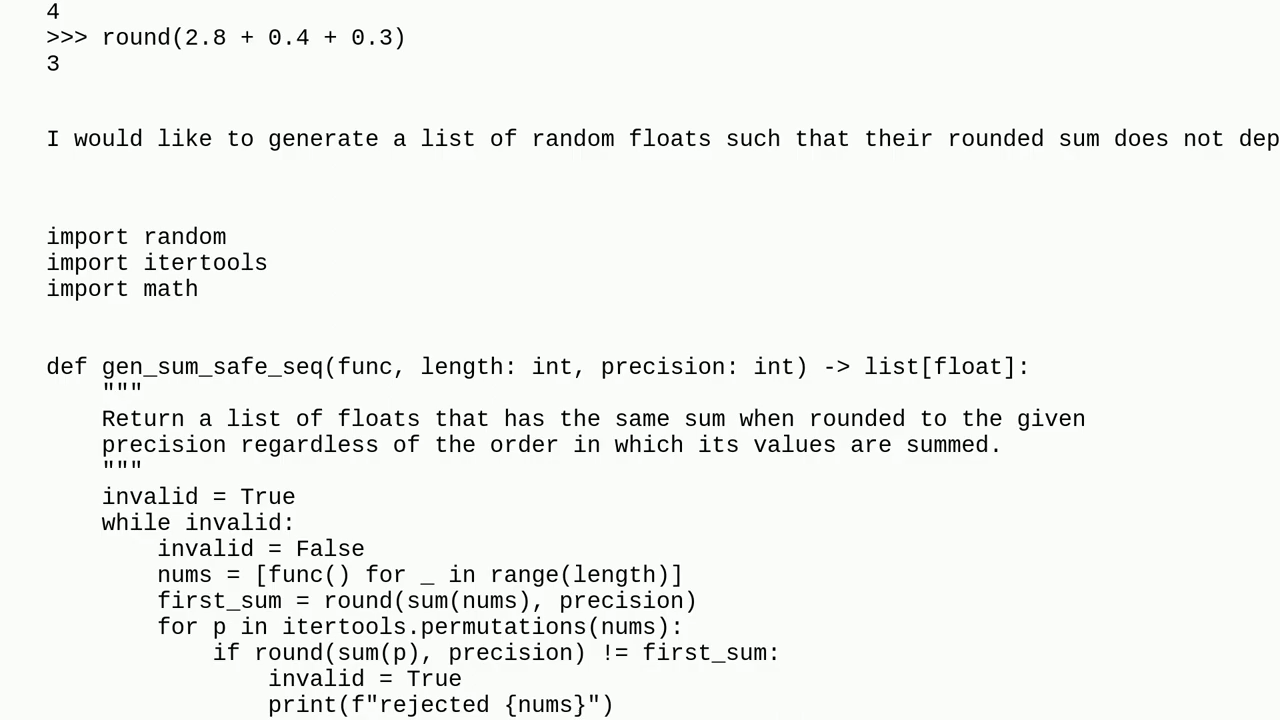 4
>>> round(2.8 + 0.4 + 0.3)
3
I would like to generate a list of random floats such that their rounded sum does not dep
import random
import itertools
import math
def gen_sum_safe_seq(func, length: int, precision: int) -> list[float]:
    """
    Return a list of floats that has the same sum when rounded to the given
    precision regardless of the order in which its values are summed.
    """
    invalid = True
    while invalid:
        invalid = False
        nums = [func() for _ in range(length)]
        first_sum = round(sum(nums), precision)
        for p in itertools.permutations(nums):
            if round(sum(p), precision) != first_sum:
                invalid = True
                print(f"rejected {nums}")